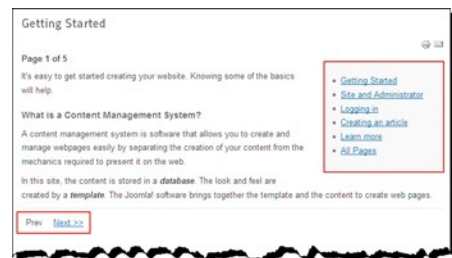 Getting Started
Page 1 of 5
It's easy to get started creating your website. Knowing some of the basics
will help.
What is a Content Management System?
A content management system is software that allows you to create and
manage webpages easily by separating the creation of your content from the
mechanics required to present it on the web.
In this site, the content is stored in a database. The look and feel are
created by a template. The Joomla! software brings together the template and the content to create web pages.
Getting Started
Site and Administrator
Logging in
Creating an article
Learn more
All Pages
Prev Next >>